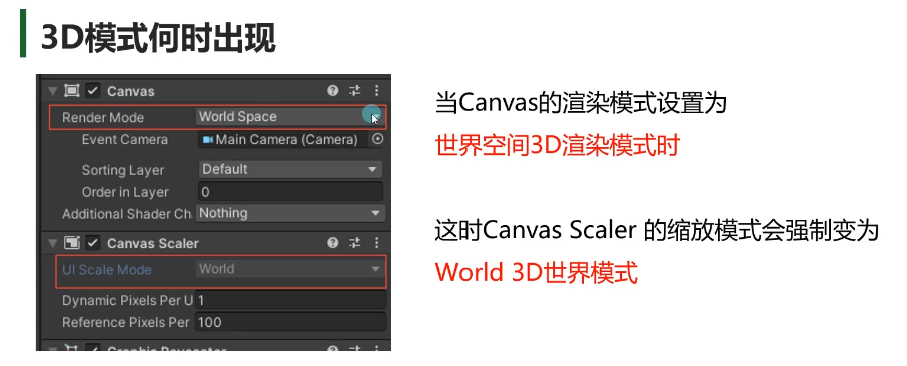 3D模式何时出现
Canvas
Render Mode World Space
Event Camera Main Camera (Camera)
Sorting Layer Default
Order in Layer 0
Additional Shader Ch Nothing
Canvas Scaler
UI Scale Mode World
Dynamic Pixels Per U 1
Reference Pixels Per 100
当Canvas的渲染模式设置为
世界空间3D渲染模式时
这时Canvas Scaler 的缩放模式会强制变为
World 3D世界模式